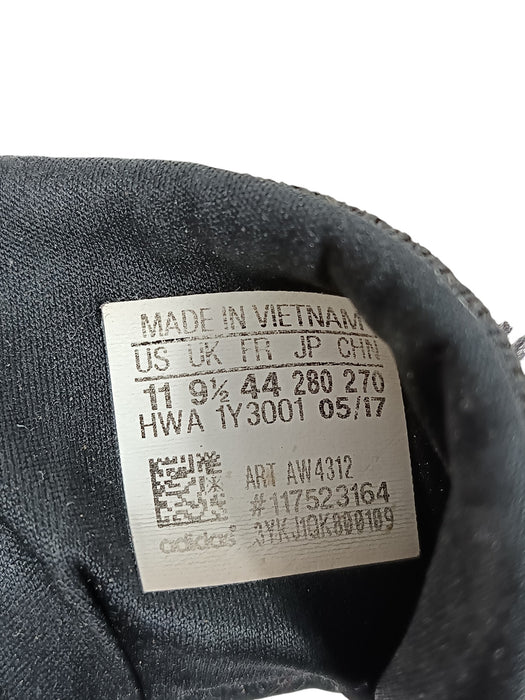 MADE IN VIETNAM
US UK FR JP CHN
11 9½ 44 280 270
HWA 1Y3001 05/17
ART AW4312
#117523164
3YKJ1QK800109
adidas